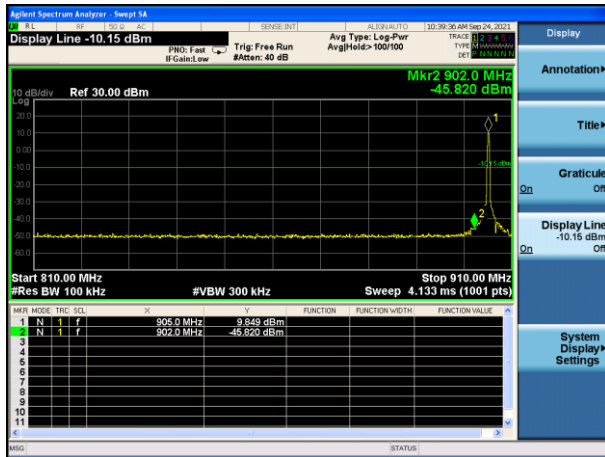 Agilent Spectrum Analyzer - Swept SA
RL RF 50 Ω AC SENSE:INT ALIGN AUTO 10:39:36 AM Sep 24, 2021
Display Line -10.15 dBm
PNO: Fast
IFGain:Low
Trig: Free Run
#Atten: 40 dB
Avg Type: Log-Pwr
Avg|Hold:>100/100
TRACE 1 2 3 4 5 6
TYPE M
DET P N N N N N
Mkr2 902.0 MHz
-45.820 dBm
10 dB/div
Log
Ref 30.00 dBm
20.0
10.0
0.00
-10.0
-20.0
-30.0
-40.0
-50.0
-60.0
1
-10.15 dBm
2
Start 810.00 MHz
Stop 910.00 MHz
#Res BW 100 kHz
#VBW 300 kHz
Sweep 4.133 ms (1001 pts)
MKR MODE TRC SCL X Y FUNCTION FUNCTION WIDTH FUNCTION VALUE
1 N 1 f 905.0 MHz 9.849 dBm
2 N 1 f 902.0 MHz -45.820 dBm
3
4
5
6
7
8
9
10
11
MSG STATUS
Display
Annotation
Title
Graticule
On Off
Display Line
-10.15 dBm
On Off
System
Display
Settings